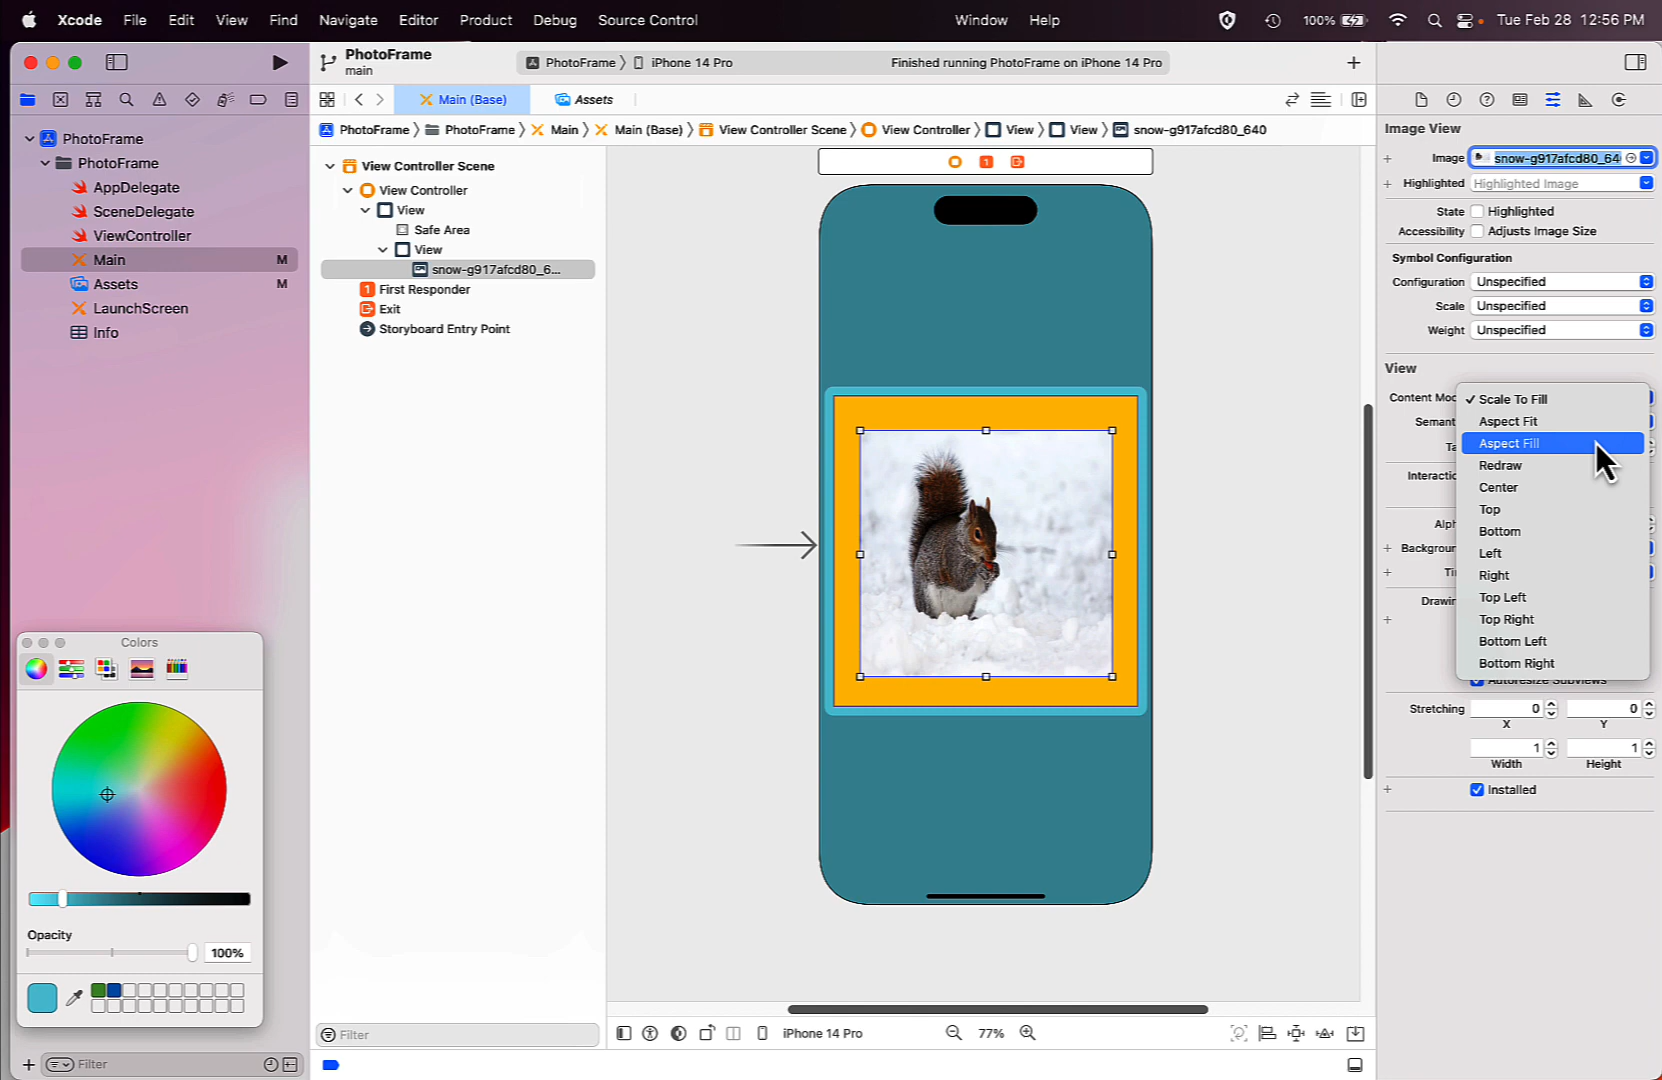 Xcode File Edit View Find Navigate Editor Product Debug Source Control Window Help 100% Tue Feb 28 12:56 PM
PhotoFrame
main
PhotoFrame iPhone 14 Pro Finished running PhotoFrame on iPhone 14 Pro
Main (Base) Assets
PhotoFrame PhotoFrame Main Main (Base) View Controller Scene View Controller View View snow-g917afcd80_640
PhotoFrame
PhotoFrame
AppDelegate
SceneDelegate
ViewController
Main M
Assets M
LaunchScreen
Info
View Controller Scene
View Controller
View
Safe Area
View
snow-g917afcd80_6...
First Responder
Exit
Storyboard Entry Point
Image View
Image snow-g917afcd80_64
Highlighted Highlighted Image
State Highlighted
Accessibility Adjusts Image Size
Symbol Configuration
Configuration Unspecified
Scale Unspecified
Weight Unspecified
View
Content Mod
Semant
Ta
Interactio
Alph
Backgroun
Ti
Drawin
✓ Scale To Fill
Aspect Fit
Aspect Fill
Redraw
Center
Top
Bottom
Left
Right
Top Left
Top Right
Bottom Left
Bottom Right
Autoresize Subviews
Stretching 0 0
X Y
1 1
Width Height
Installed
Colors
Opacity
100%
Filter
Filter
iPhone 14 Pro 77%